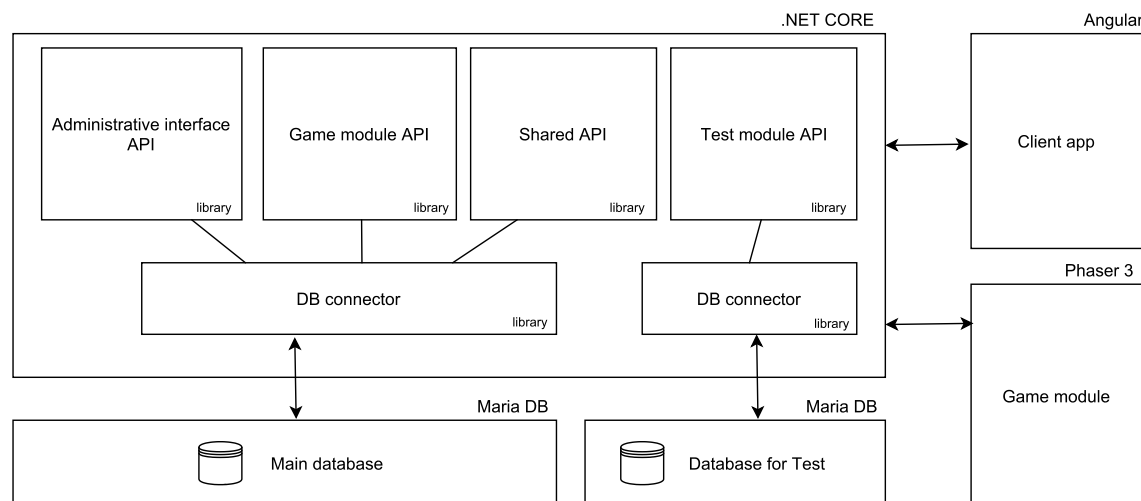 .NET CORE
Angular
Administrative interface
API
library
Game module API
library
Shared API
library
Test module API
library
Client app
DB connector
library
DB connector
library
Phaser 3
Game module
Maria DB
Main database
Maria DB
Database for Test